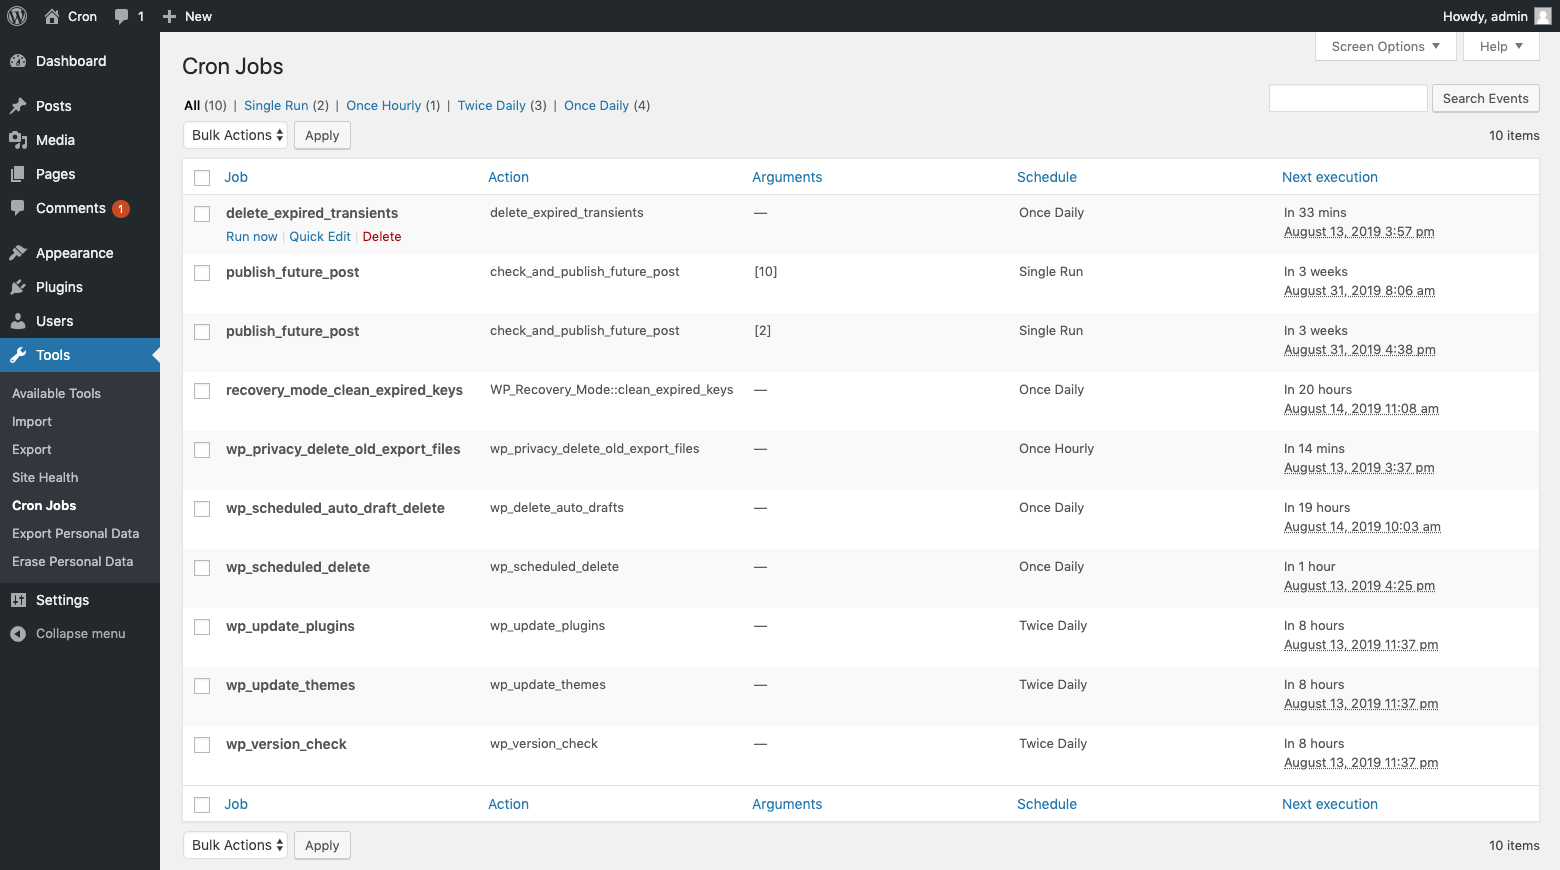 Cron 1 New Howdy, admin
Screen Options Help
Dashboard
Posts
Media
Pages
Comments 1
Appearance
Plugins
Users
Tools
Available Tools
Import
Export
Site Health
Cron Jobs
Export Personal Data
Erase Personal Data
Settings
Collapse menu
Cron Jobs
All (10) | Single Run (2) | Once Hourly (1) | Twice Daily (3) | Once Daily (4)
Search Events
Bulk Actions Apply 10 items
Job Action Arguments Schedule Next execution
delete_expired_transients delete_expired_transients — Once Daily In 33 mins
Run now | Quick Edit | Delete August 13, 2019 3:57 pm
publish_future_post check_and_publish_future_post [10] Single Run In 3 weeks
August 31, 2019 8:06 am
publish_future_post check_and_publish_future_post [2] Single Run In 3 weeks
August 31, 2019 4:38 pm
recovery_mode_clean_expired_keys WP_Recovery_Mode::clean_expired_keys — Once Daily In 20 hours
August 14, 2019 11:08 am
wp_privacy_delete_old_export_files wp_privacy_delete_old_export_files — Once Hourly In 14 mins
August 13, 2019 3:37 pm
wp_scheduled_auto_draft_delete wp_delete_auto_drafts — Once Daily In 19 hours
August 14, 2019 10:03 am
wp_scheduled_delete wp_scheduled_delete — Once Daily In 1 hour
August 13, 2019 4:25 pm
wp_update_plugins wp_update_plugins — Twice Daily In 8 hours
August 13, 2019 11:37 pm
wp_update_themes wp_update_themes — Twice Daily In 8 hours
August 13, 2019 11:37 pm
wp_version_check wp_version_check — Twice Daily In 8 hours
August 13, 2019 11:37 pm
Job Action Arguments Schedule Next execution
Bulk Actions Apply 10 items